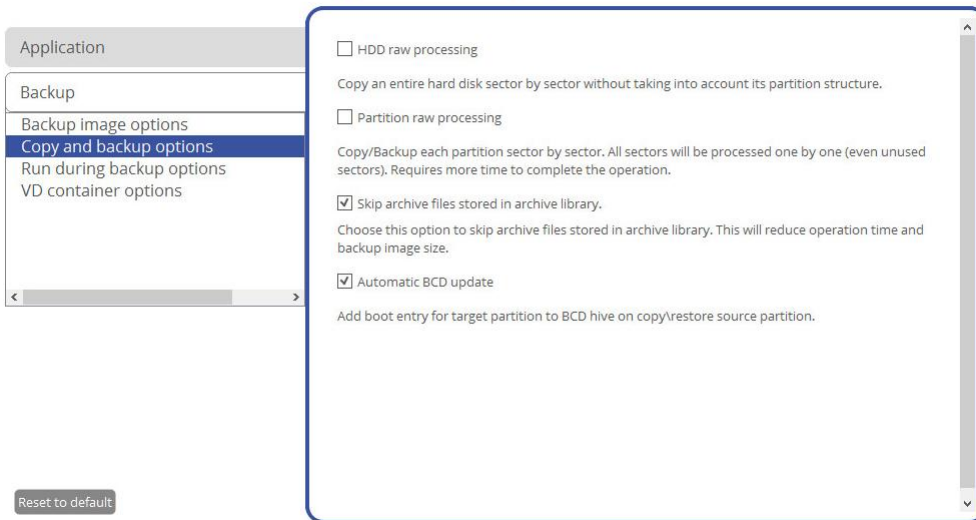 Application
Backup
Backup image options
Copy and backup options
Run during backup options
VD container options
Reset to default
HDD raw processing
Copy an entire hard disk sector by sector without taking into account its partition structure.
Partition raw processing
Copy/Backup each partition sector by sector. All sectors will be processed one by one (even unused
sectors). Requires more time to complete the operation.
Skip archive files stored in archive library.
Choose this option to skip archive files stored in archive library. This will reduce operation time and
backup image size.
Automatic BCD update
Add boot entry for target partition to BCD hive on copy\restore source partition.